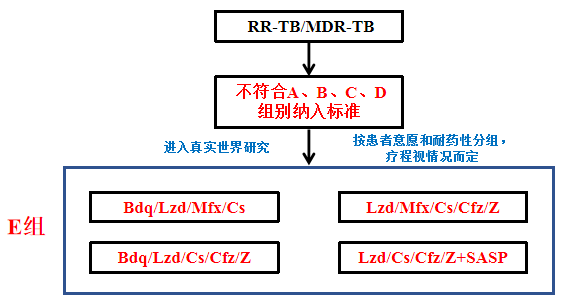 RR-TB/MDR-TB
不符合A、B、C、D
组别纳入标准
进入真实世界研究
按患者意愿和耐药性分组，
疗程视情况而定
E组
Bdq/Lzd/Mfx/Cs
Lzd/Mfx/Cs/Cfz/Z
Bdq/Lzd/Cs/Cfz/Z
Lzd/Cs/Cfz/Z+SASP